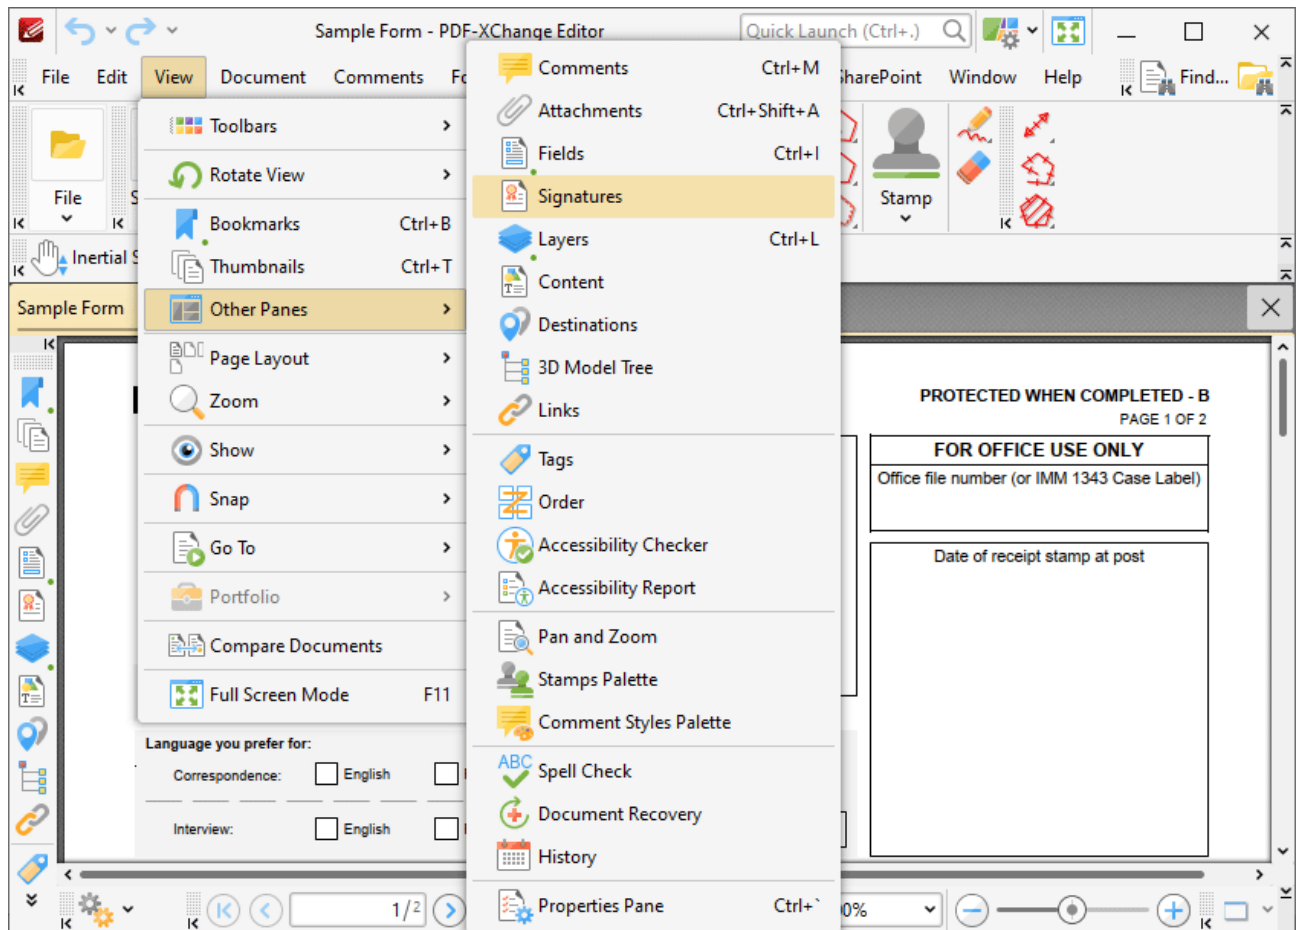 Sample Form - PDF-XChange Editor
Quick Launch (Ctrl+.)
File Edit View Document Comments SharePoint Window Help Find...
Toolbars
Rotate View
Bookmarks Ctrl+B
Thumbnails Ctrl+T
Other Panes
Page Layout
Zoom
Show
Snap
Go To
Portfolio
Compare Documents
Full Screen Mode F11
Comments Ctrl+M
Attachments Ctrl+Shift+A
Fields Ctrl+I
Signatures
Layers Ctrl+L
Content
Destinations
3D Model Tree
Links
Tags
Order
Accessibility Checker
Accessibility Report
Pan and Zoom
Stamps Palette
Comment Styles Palette
ABC
Spell Check
Document Recovery
History
Properties Pane Ctrl+`
File
Stamp
Inertial
Sample Form
PROTECTED WHEN COMPLETED - B
PAGE 1 OF 2
FOR OFFICE USE ONLY
Office file number (or IMM 1343 Case Label)
Date of receipt stamp at post
Language you prefer for:
Correspondence: English
Interview: English
1/2
0%